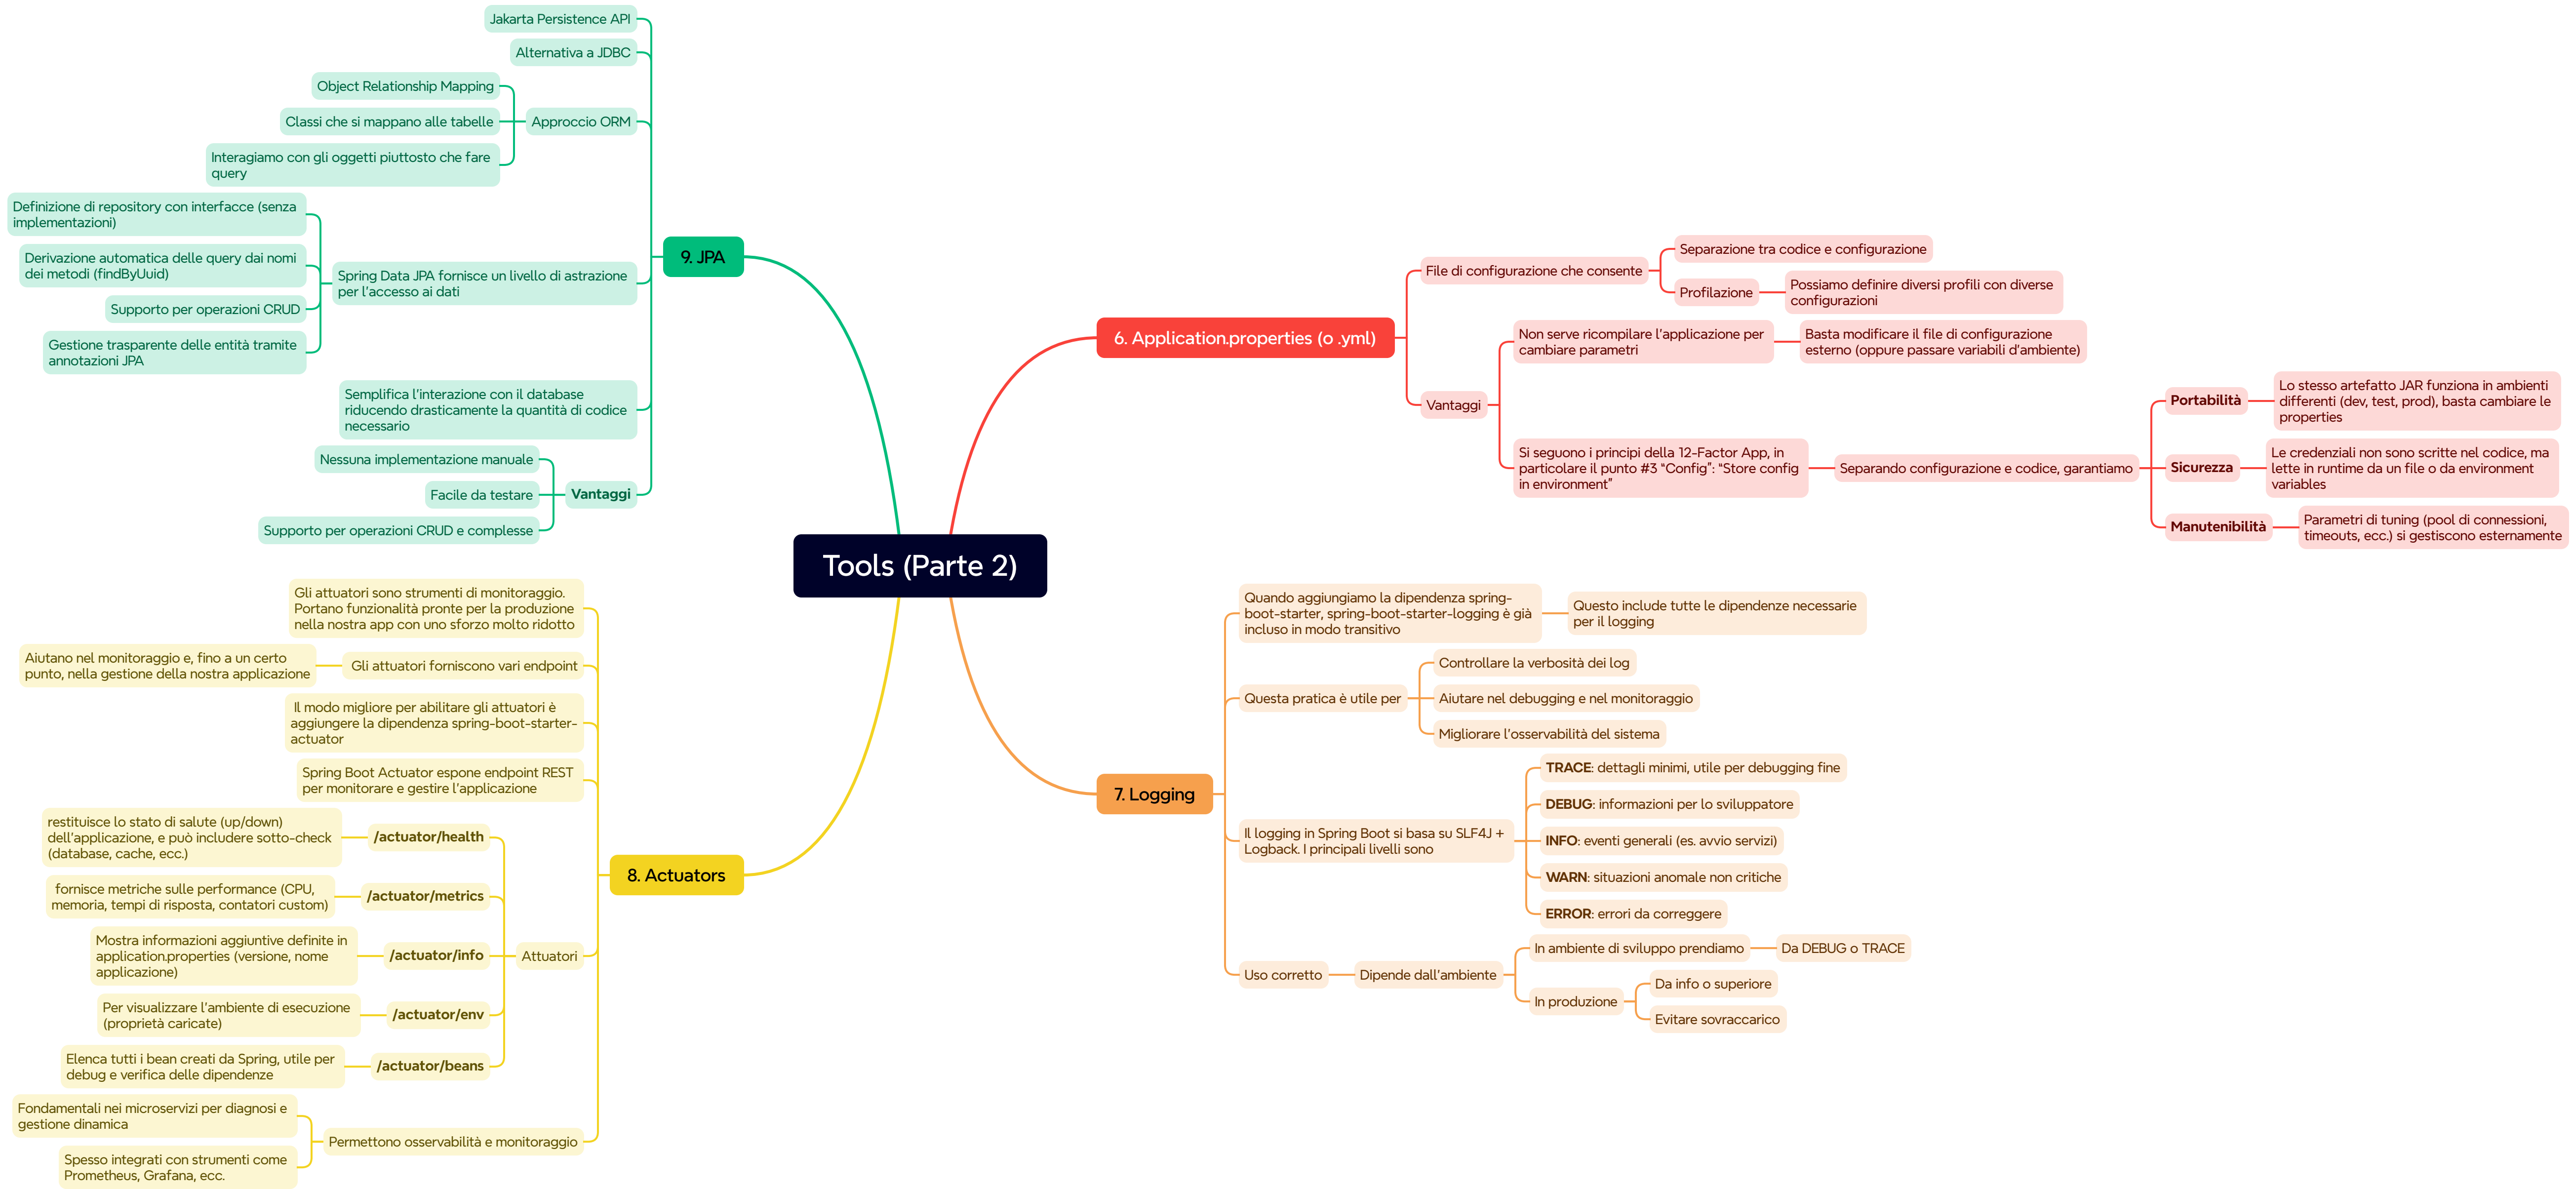 Tools (Parte 2)
6. Application.properties (o .yml)
File di configurazione che consente
Separazione tra codice e configurazione
Profilazione
Possiamo definire diversi profili con diverse
configurazioni
Vantaggi
Non serve ricompilare l'applicazione per
cambiare parametri
Basta modificare il file di configurazione
esterno (oppure passare variabili d'ambiente)
Si seguono i principi della 12-Factor App, in
particolare il punto #3 “Config”: “Store config
in environment”
Separando configurazione e codice, garantiamo
Portabilità
Lo stesso artefatto JAR funziona in ambienti
differenti (dev, test, prod), basta cambiare le
properties
Sicurezza
Le credenziali non sono scritte nel codice, ma
lette in runtime da un file o da environment
variables
Manutenibilità
Parametri di tuning (pool di connessioni,
timeouts, ecc.) si gestiscono esternamente
7. Logging
Quando aggiungiamo la dipendenza spring-
boot-starter, spring-boot-starter-logging è già
incluso in modo transitivo
Questo include tutte le dipendenze necessarie
per il logging
Questa pratica è utile per
Controllare la verbosità dei log
Aiutare nel debugging e nel monitoraggio
Migliorare l'osservabilità del sistema
Il logging in Spring Boot si basa su SLF4J +
Logback. I principali livelli sono
TRACE: dettagli minimi, utile per debugging fine
DEBUG: informazioni per lo sviluppatore
INFO: eventi generali (es. avvio servizi)
WARN: situazioni anomale non critiche
ERROR: errori da correggere
Uso corretto
Dipende dall'ambiente
In ambiente di sviluppo prendiamo
Da DEBUG o TRACE
In produzione
Da info o superiore
Evitare sovraccarico
8. Actuators
Gli attuatori sono strumenti di monitoraggio.
Portano funzionalità pronte per la produzione
nella nostra app con uno sforzo molto ridotto
Gli attuatori forniscono vari endpoint
Aiutano nel monitoraggio e, fino a un certo
punto, nella gestione della nostra applicazione
Il modo migliore per abilitare gli attuatori è
aggiungere la dipendenza spring-boot-starter-
actuator
Spring Boot Actuator espone endpoint REST
per monitorare e gestire l'applicazione
Attuatori
/actuator/health
restituisce lo stato di salute (up/down)
dell'applicazione, e può includere sotto-check
(database, cache, ecc.)
/actuator/metrics
fornisce metriche sulle performance (CPU,
memoria, tempi di risposta, contatori custom)
/actuator/info
Mostra informazioni aggiuntive definite in
application.properties (versione, nome
applicazione)
/actuator/env
Per visualizzare l'ambiente di esecuzione
(proprietà caricate)
/actuator/beans
Elenca tutti i bean creati da Spring, utile per
debug e verifica delle dipendenze
Permettono osservabilità e monitoraggio
Fondamentali nei microservizi per diagnosi e
gestione dinamica
Spesso integrati con strumenti come
Prometheus, Grafana, ecc.
9. JPA
Jakarta Persistence API
Alternativa a JDBC
Approccio ORM
Object Relationship Mapping
Classi che si mappano alle tabelle
Interagiamo con gli oggetti piuttosto che fare
query
Spring Data JPA fornisce un livello di astrazione
per l'accesso ai dati
Definizione di repository con interfacce (senza
implementazioni)
Derivazione automatica delle query dai nomi
dei metodi (findByUuid)
Supporto per operazioni CRUD
Gestione trasparente delle entità tramite
annotazioni JPA
Semplifica l'interazione con il database
riducendo drasticamente la quantità di codice
necessario
Vantaggi
Nessuna implementazione manuale
Facile da testare
Supporto per operazioni CRUD e complesse